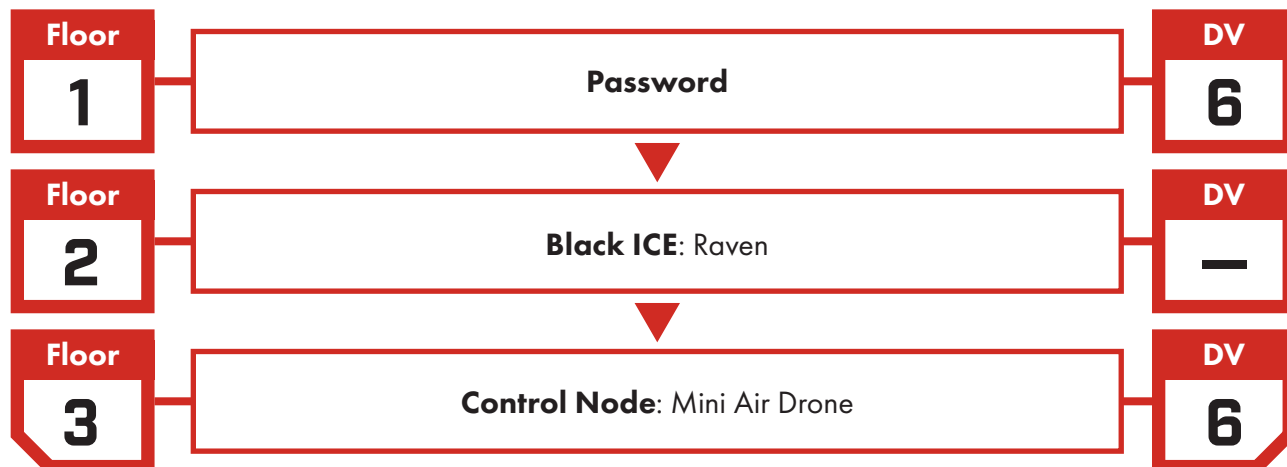 Floor
1
Password
DV
6
Floor
2
Black ICE: Raven
DV
–
Floor
3
Control Node: Mini Air Drone
DV
6